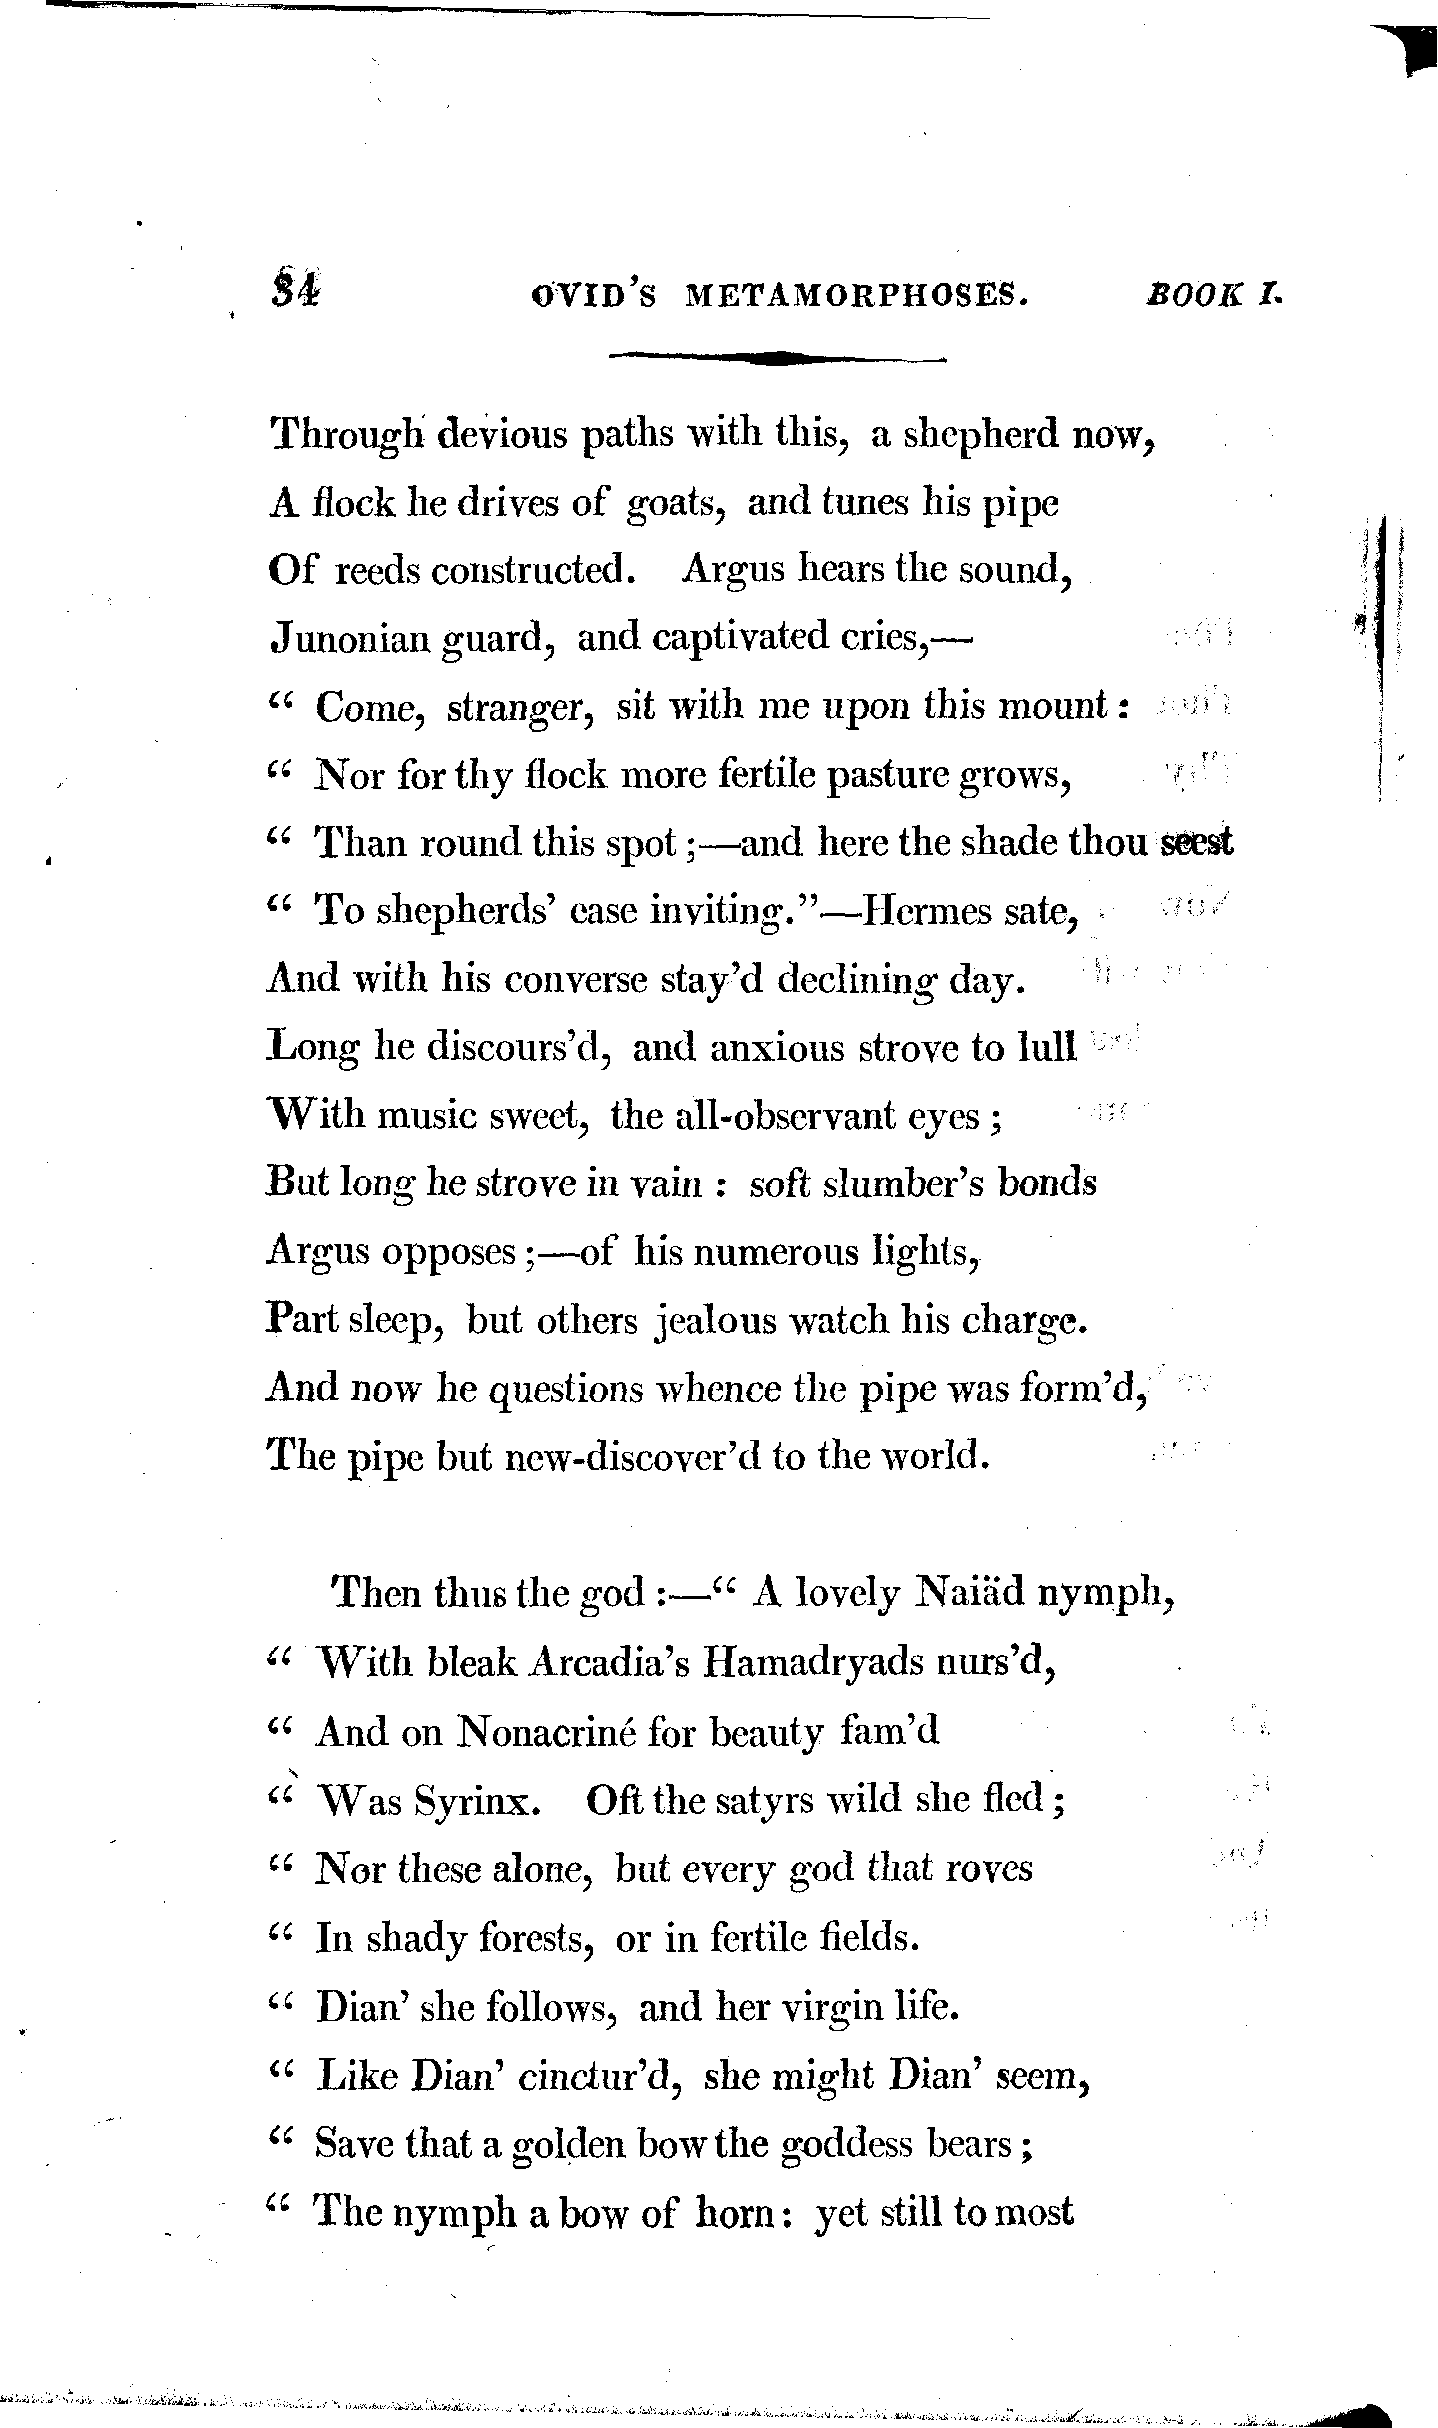 34 OVID'S METAMORPHOSES. BOOK I.
Through devious paths with this, a shepherd now,
A flock he drives of goats, and tunes his pipe
Of reeds constructed. Argus hears the sound,
Junonian guard, and captivated cries,—
“ Come, stranger, sit with me upon this mount :
“ Nor for thy flock more fertile pasture grows,
“ Than round this spot ;—and here the shade thou seest
“ To shepherds’ ease inviting.”—Hermes sate,
And with his converse stay’d declining day.
Long he discours’d, and anxious strove to lull
With music sweet, the all-observant eyes ;
But long he strove in vain : soft slumber’s bonds
Argus opposes ;—of his numerous lights,
Part sleep, but others jealous watch his charge.
And now he questions whence the pipe was form’d,
The pipe but new-discover’d to the world.
Then thus the god :—“ A lovely Naiäd nymph,
“ With bleak Arcadia’s Hamadryads nurs’d,
“ And on Nonacriné for beauty fam’d
“ Was Syrinx. Oft the satyrs wild she fled ;
“ Nor these alone, but every god that roves
“ In shady forests, or in fertile fields.
“ Dian’ she follows, and her virgin life.
“ Like Dian’ cinctur’d, she might Dian’ seem,
“ Save that a golden bow the goddess bears ;
“ The nymph a bow of horn : yet still to most